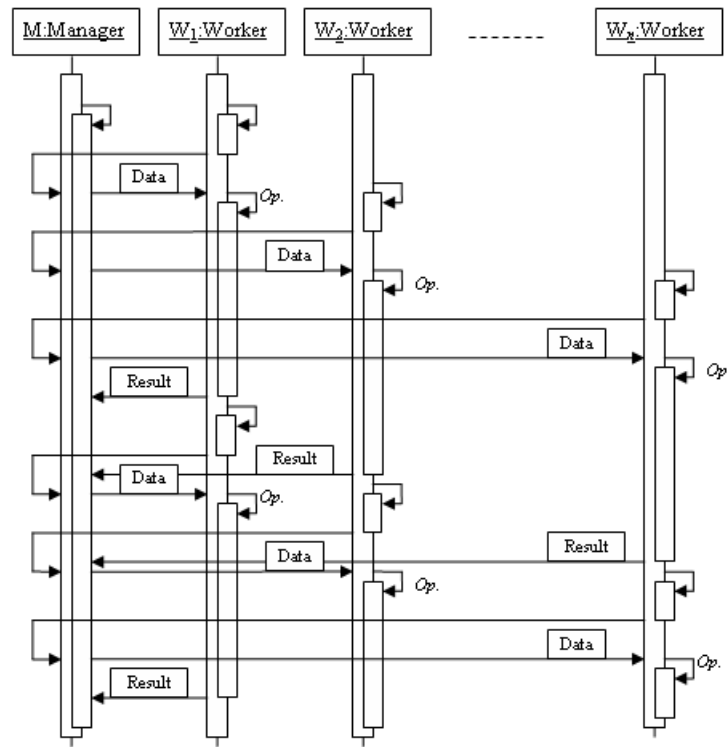 M:Manager
W1:Worker
W2:Worker
Wn:Worker
Data
Op.
Data
Op.
Data
Op
Result
Result
Data
Op.
Result
Data
Op.
Data
Op.
Result